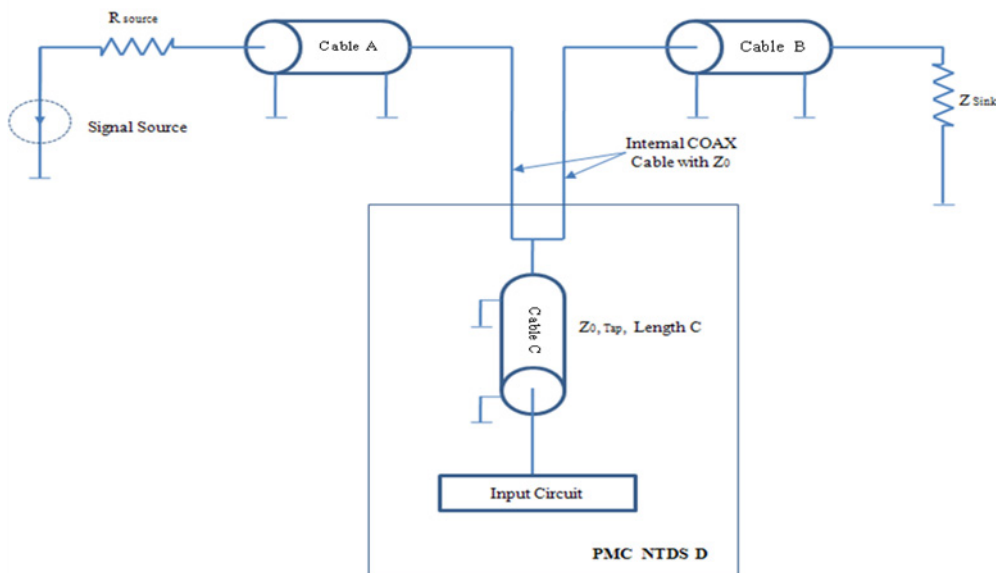 R source
Cable A
Cable B
Z Sink
Signal Source
Internal COAX
Cable with Z0
Cable C
Z0, Tap, Length C
Input Circuit
PMC NTDS D